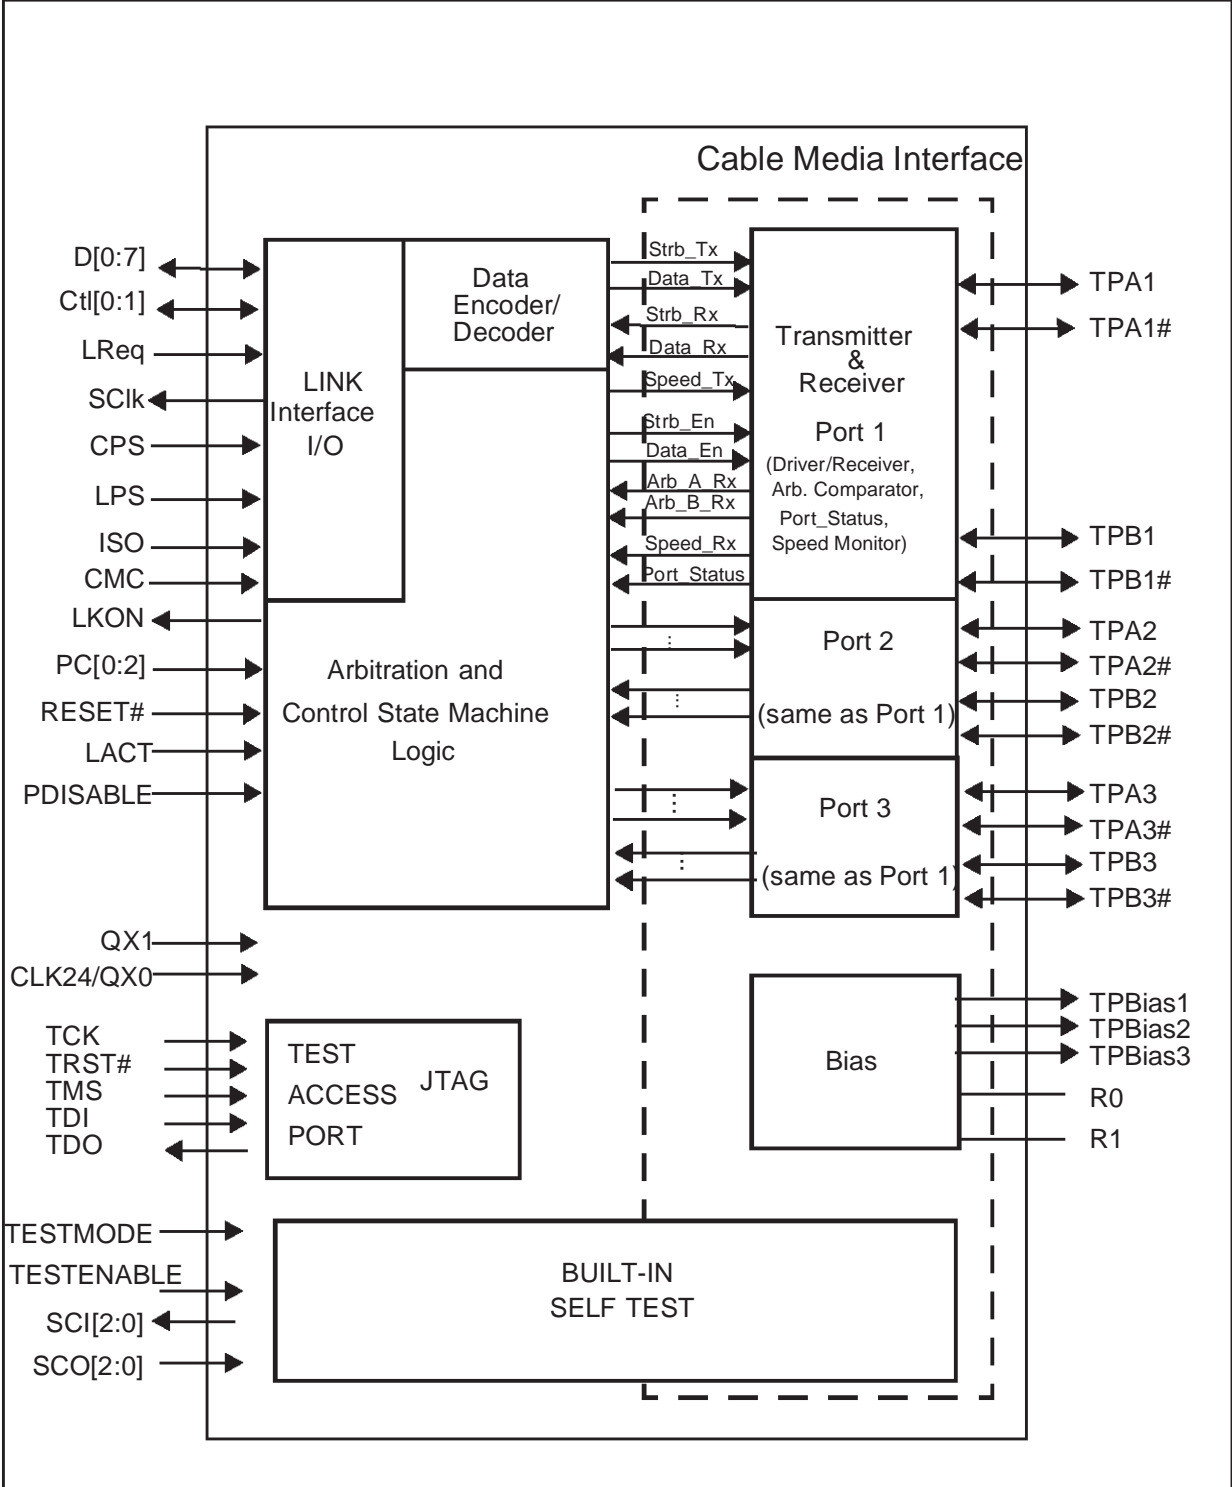 Cable Media Interface
D[0:7]
Ctl[0:1]
LReq
SClk
CPS
LPS
ISO
CMC
LKON
PC[0:2]
RESET#
LACT
PDISABLE
QX1
CLK24/QX0
TCK
TRST#
TMS
TDI
TDO
TESTMODE
TESTENABLE
SCI[2:0]
SCO[2:0]
LINK
Interface
I/O
Data
Encoder/
Decoder
Arbitration and
Control State Machine
Logic
Strb_Tx
Data_Tx
Strb_Rx
Data_Rx
Speed_Tx
Strb_En
Data_En
Arb_A_Rx
Arb_B_Rx
Speed_Rx
Port_Status
Transmitter
&
Receiver
Port 1
(Driver/Receiver,
Arb. Comparator,
Port_Status,
Speed Monitor)
Port 2
(same as Port 1)
Port 3
(same as Port 1)
TPA1
TPA1#
TPB1
TPB1#
TPA2
TPA2#
TPB2
TPB2#
TPA3
TPA3#
TPB3
TPB3#
Bias
TPBias1
TPBias2
TPBias3
R0
R1
TEST
ACCESS
PORT
JTAG
BUILT-IN
SELF TEST